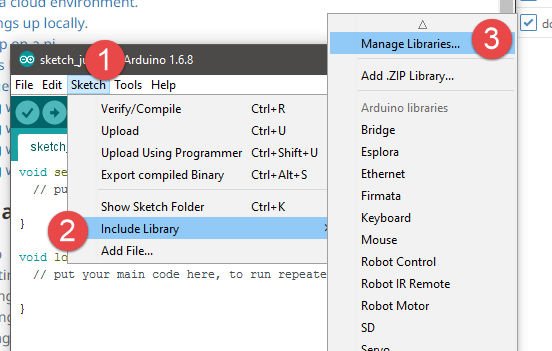 a cloud environment.
ngs up locally.
1
sketch_ju
Arduino 1.6.8
File Edit Sketch Tools Help
sketch_
void se
// pu
}
void lo
// put your main code here, to run repeate
}
Verify/Compile Ctrl+R
Upload Ctrl+U
Upload Using Programmer Ctrl+Shift+U
Export compiled Binary Ctrl+Alt+S
Show Sketch Folder Ctrl+K
2
Include Library
Add File...
3
Manage Libraries...
Add .ZIP Library...
Arduino libraries
Bridge
Esplora
Ethernet
Firmata
Keyboard
Mouse
Robot Control
Robot IR Remote
Robot Motor
SD
Servo
do